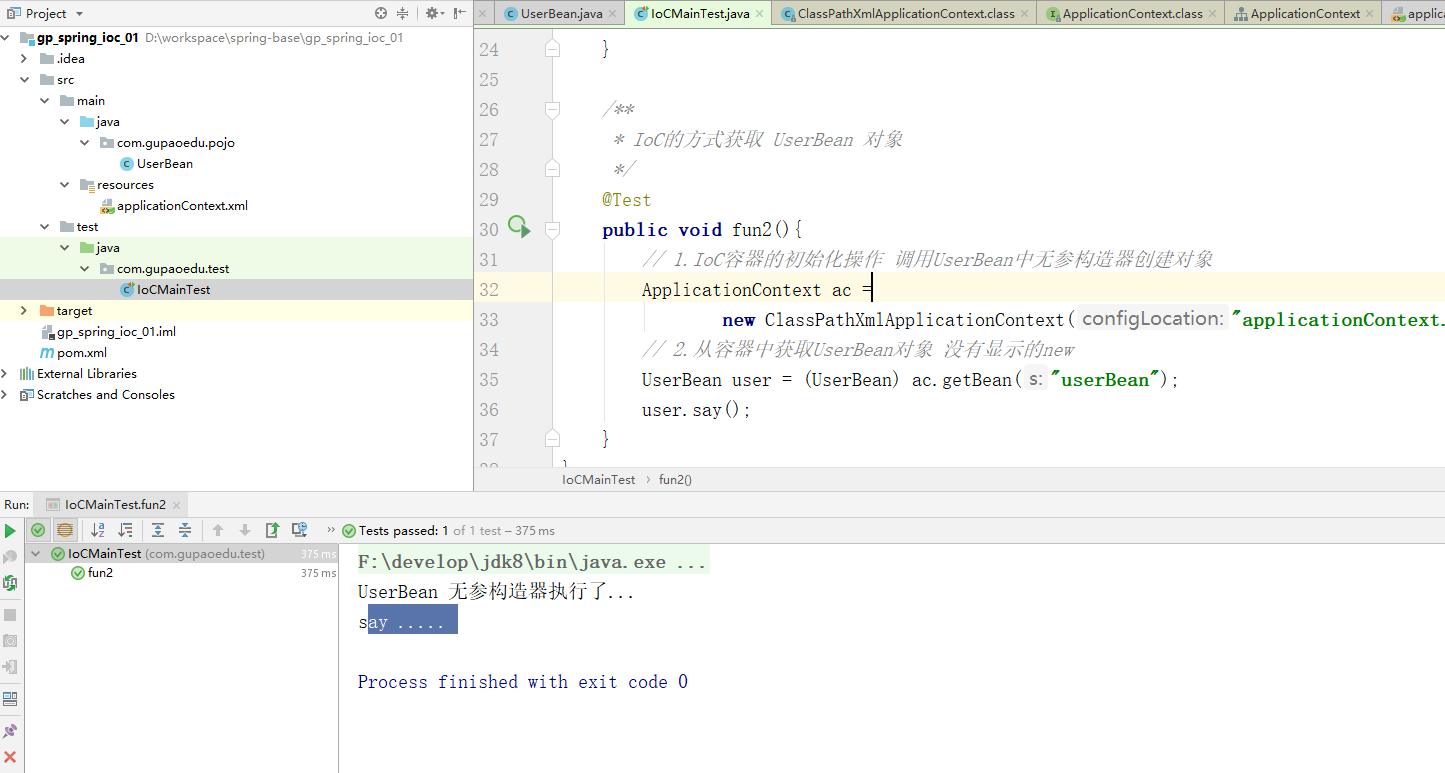 Project
gp_spring_ioc_01 D:\workspace\spring-base\gp_spring_ioc_01
.idea
src
main
java
com.gupaoedu.pojo
UserBean
resources
applicationContext.xml
test
java
com.gupaoedu.test
IoCMainTest
target
gp_spring_ioc_01.iml
pom.xml
External Libraries
Scratches and Consoles
UserBean.java IoCMainTest.java ClassPathXmlApplicationContext.class ApplicationContext.class ApplicationContext applic
24 }
25
26 /**
27 * IoC的方式获取 UserBean 对象
28 */
29 @Test
30 public void fun2(){
31 // 1.IoC容器的初始化操作 调用UserBean中无参构造器创建对象
32 ApplicationContext ac =
33 new ClassPathXmlApplicationContext( configLocation: "applicationContext.
34 // 2.从容器中获取UserBean对象 没有显示的new
35 UserBean user = (UserBean) ac.getBean( s: "userBean");
36 user.say();
37 }
38 }
IoCMainTest › fun2()
Run: IoCMainTest.fun2
Tests passed: 1 of 1 test – 375 ms
IoCMainTest (com.gupaoedu.test) 375 ms
fun2 375 ms
F:\develop\jdk8\bin\java.exe ...
UserBean 无参构造器执行了...
say .....
Process finished with exit code 0